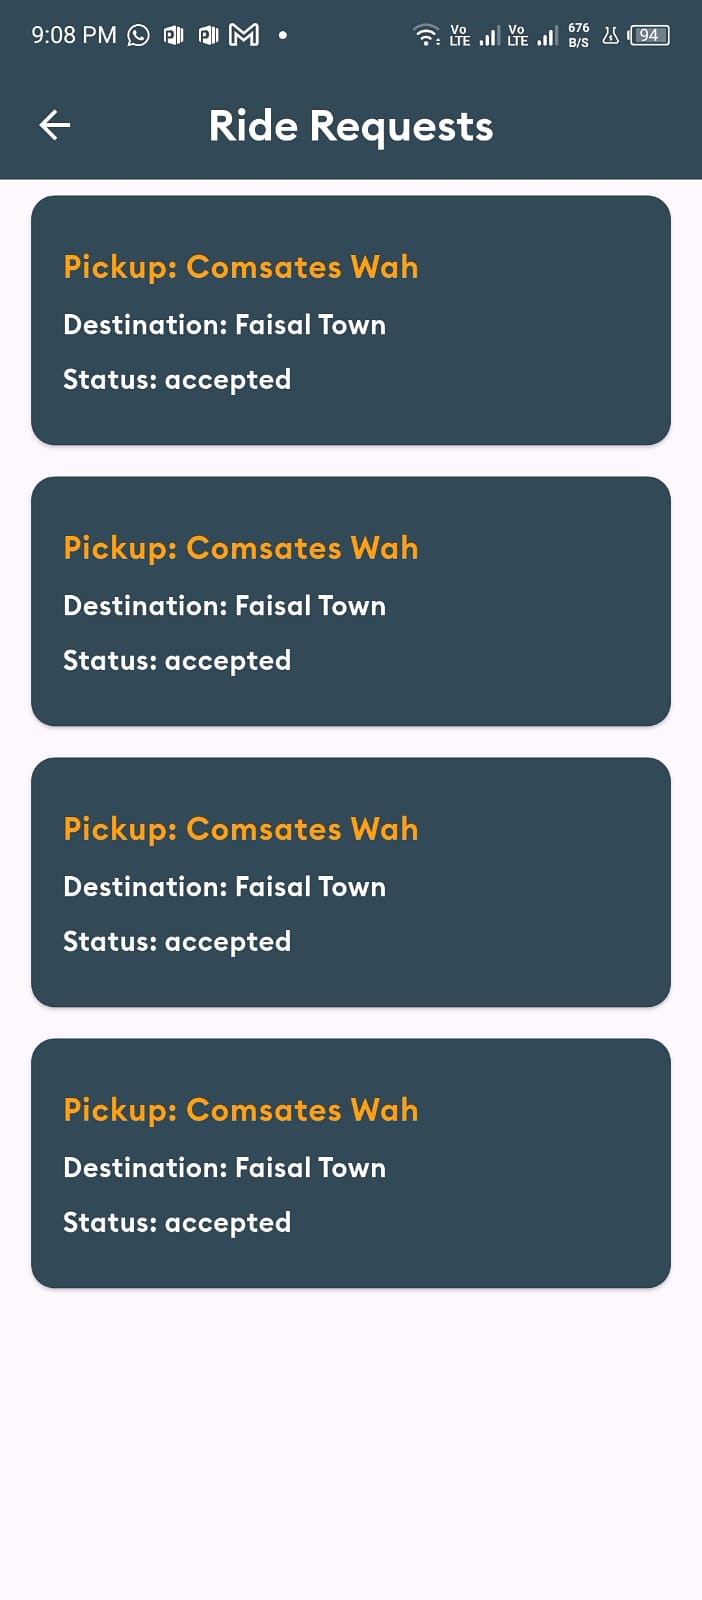 9:08 PM Vo LTE Vo LTE 676 B/S 94
Ride Requests
Pickup: Comsates Wah
Destination: Faisal Town
Status: accepted
Pickup: Comsates Wah
Destination: Faisal Town
Status: accepted
Pickup: Comsates Wah
Destination: Faisal Town
Status: accepted
Pickup: Comsates Wah
Destination: Faisal Town
Status: accepted